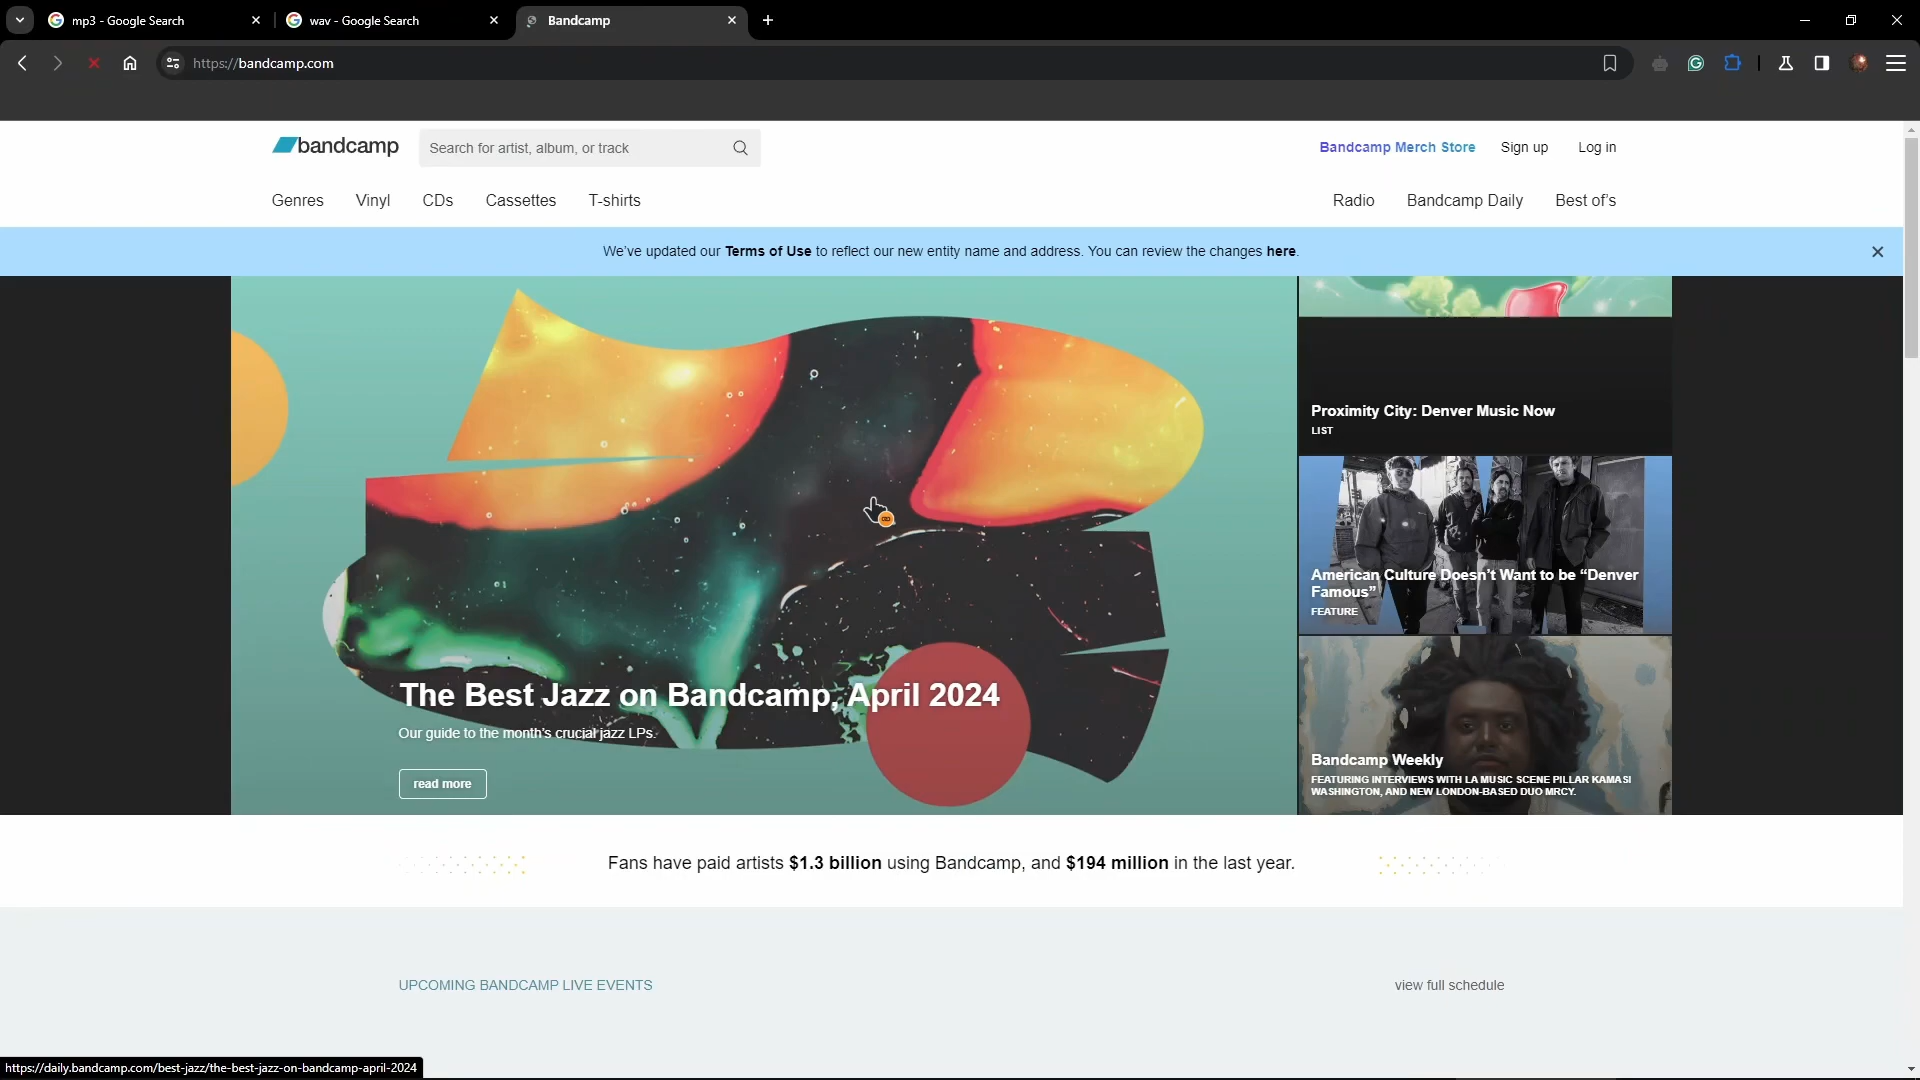 mp3 - Google Search
wav - Google Search
Bandcamp
https://bandcamp.com
bandcamp
Search for artist, album, or track
Bandcamp Merch Store
Sign up
Log in
Genres
Vinyl
CDs
Cassettes
T-shirts
Radio
Bandcamp Daily
Best of's
We've updated our Terms of Use to reflect our new entity name and address. You can review the changes here.
Proximity City: Denver Music Now
LIST
American Culture Doesn't Want to be “Denver
Famous”
FEATURE
The Best Jazz on Bandcamp, April 2024
Our guide to the month's crucial jazz LPs.
read more
Bandcamp Weekly
FEATURING INTERVIEWS WITH LA MUSIC SCENE PILLAR KAMASI
WASHINGTON, AND NEW LONDON-BASED DUO MRCY.
Fans have paid artists $1.3 billion using Bandcamp, and $194 million in the last year.
UPCOMING BANDCAMP LIVE EVENTS
view full schedule
https://daily.bandcamp.com/best-jazz/the-best-jazz-on-bandcamp-april-2024